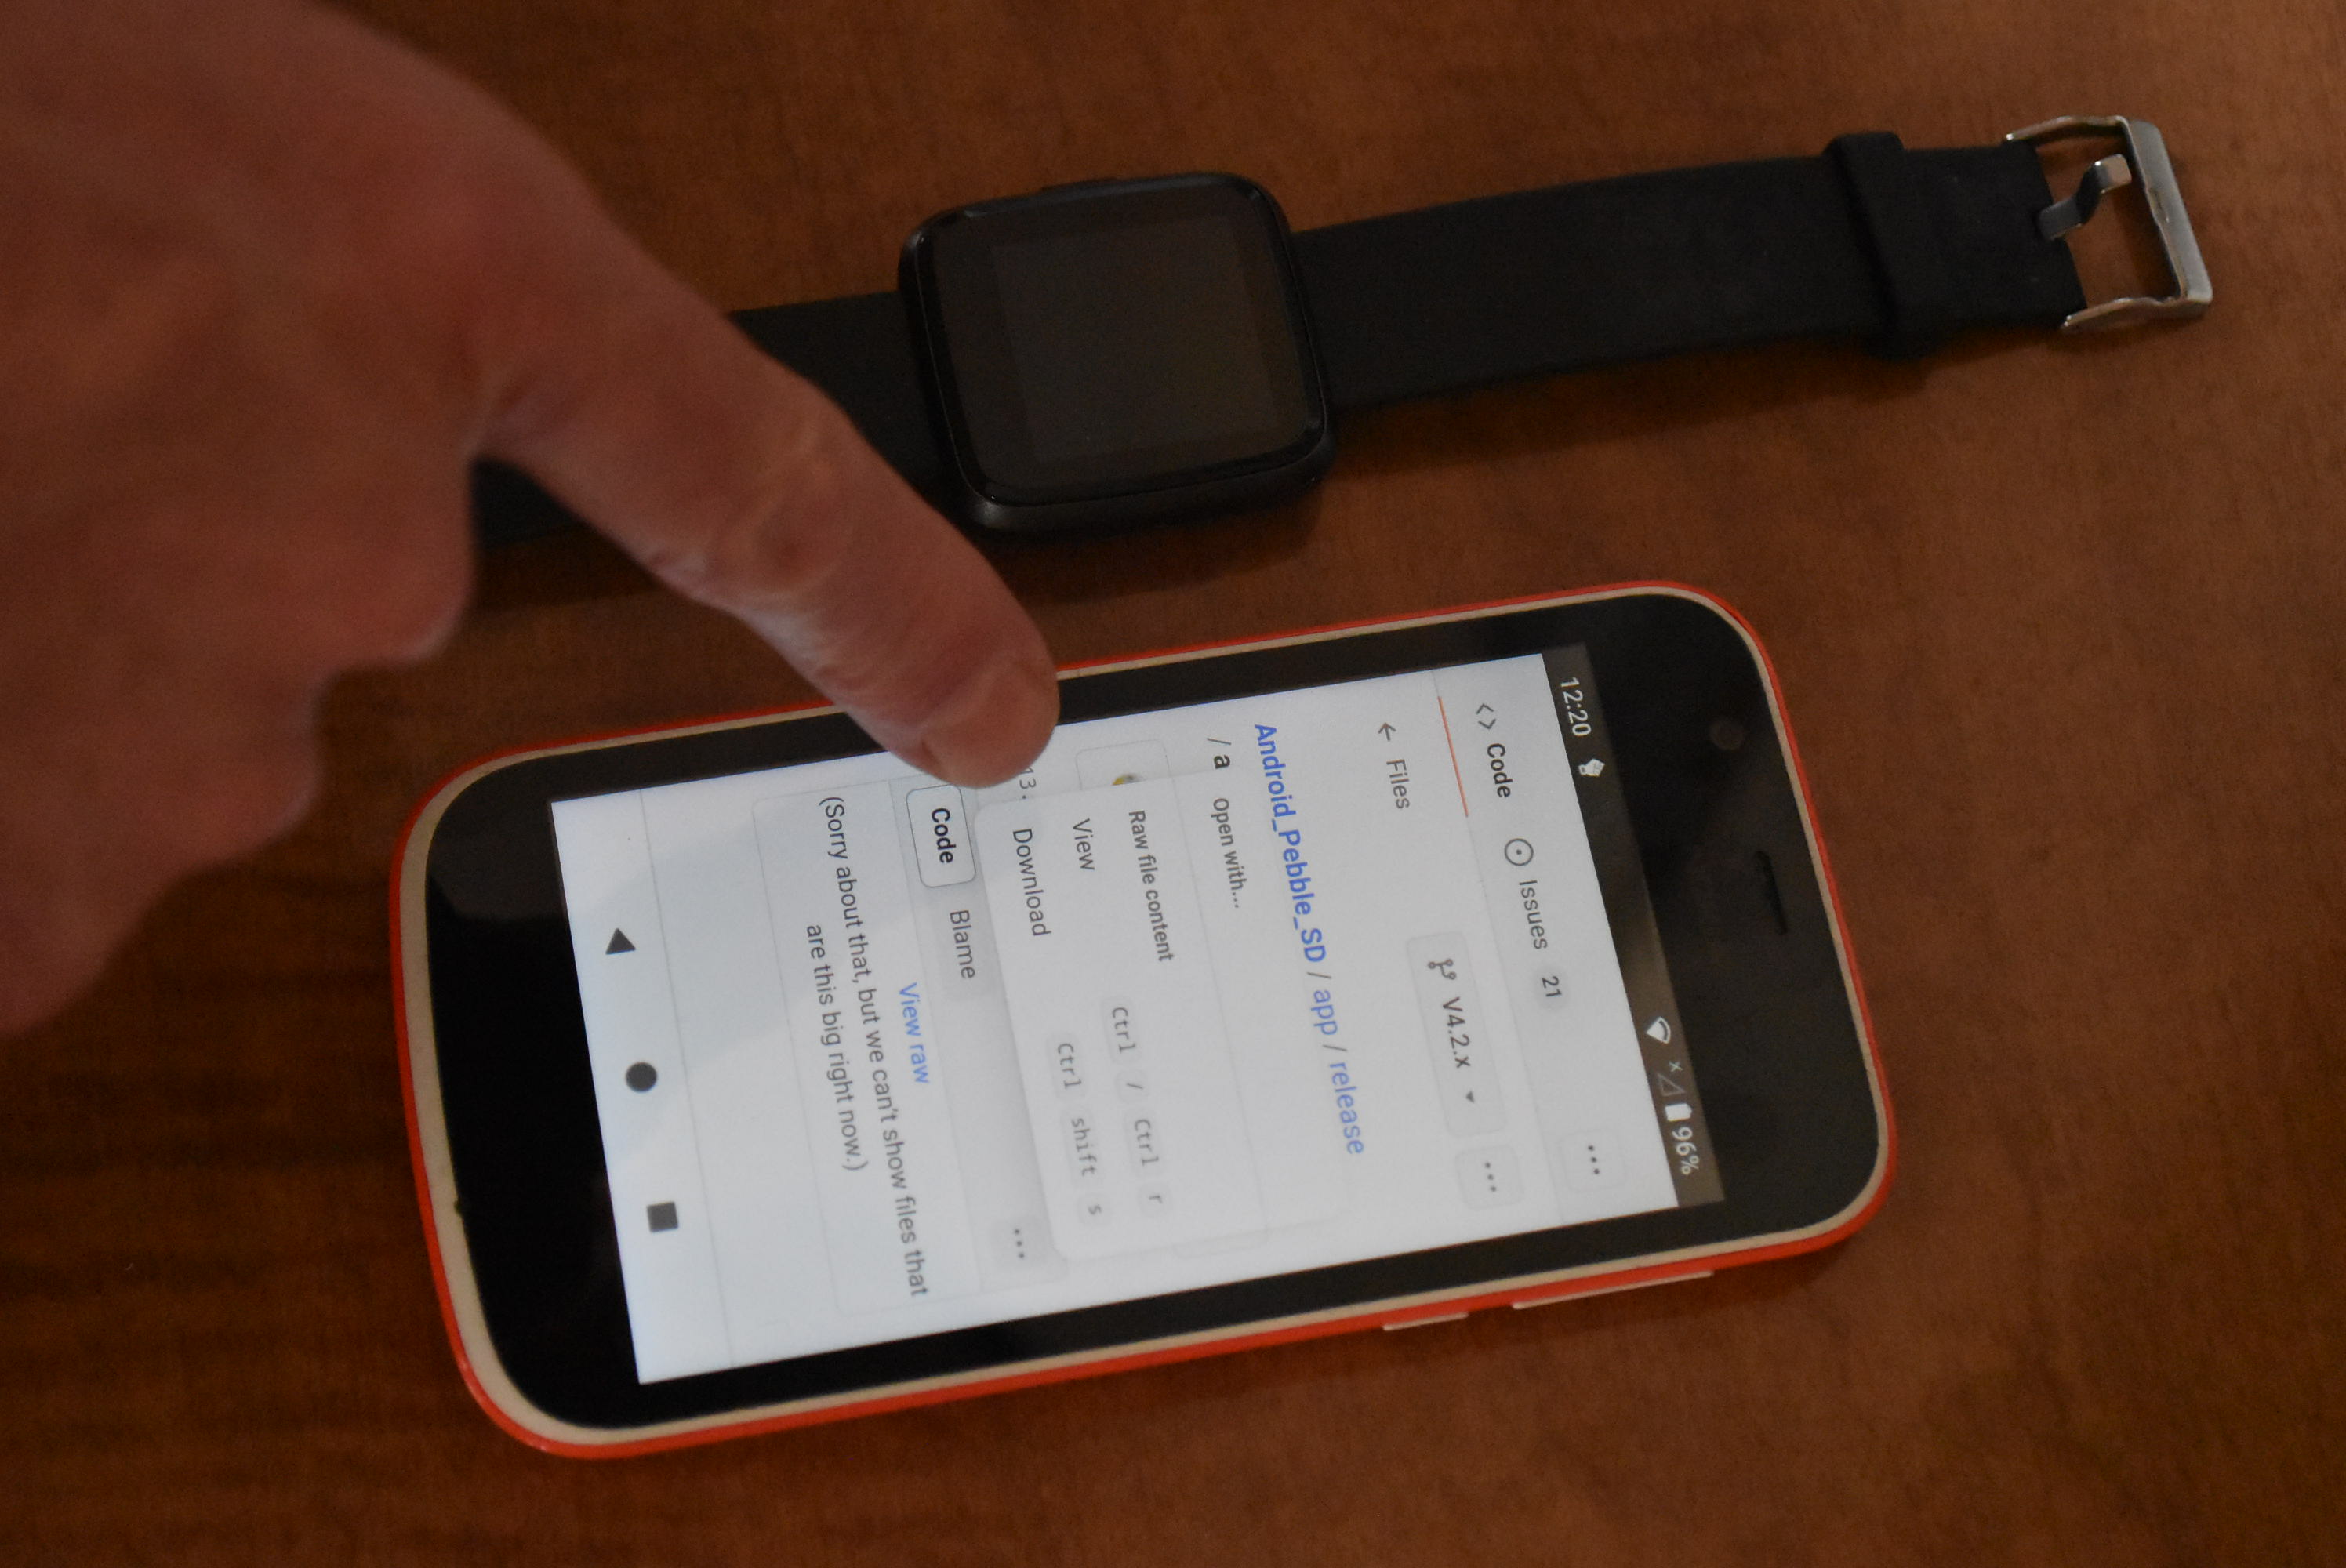 12:20 96%
Code Issues 21
Files V4.2.x
Android_Pebble_SD / app / release
/ a Open with...
Raw file content
View Ctrl / Ctrl r
Download Ctrl shift s
13.
Code Blame
View raw
(Sorry about that, but we can't show files that
are this big right now.)